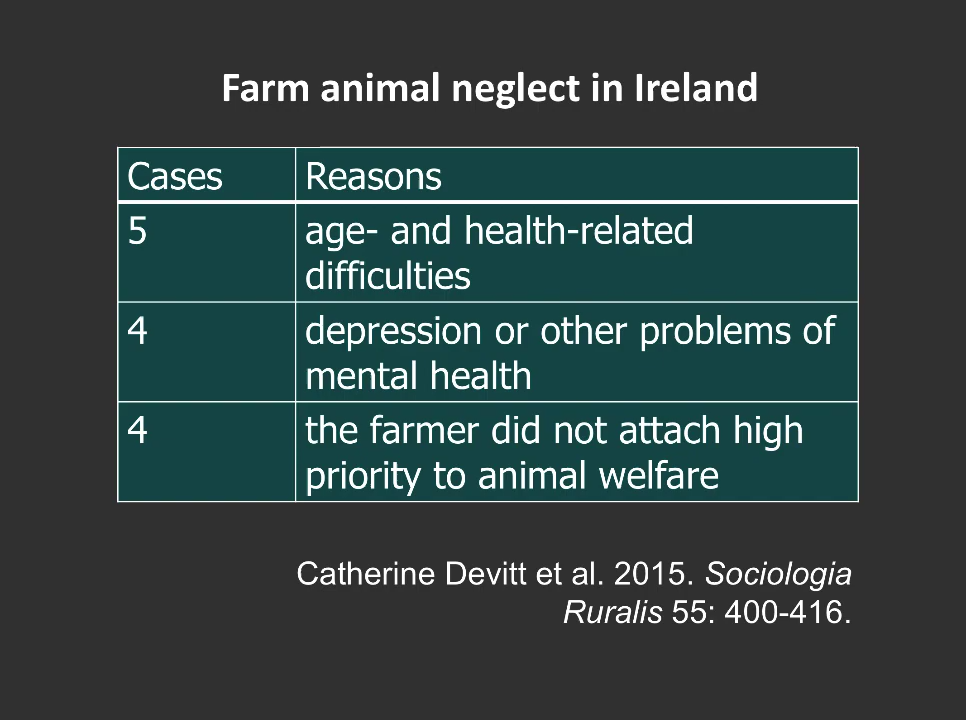 Farm animal neglect in Ireland
Cases Reasons
5 age- and health-related
difficulties
4 depression or other problems of
mental health
4 the farmer did not attach high
priority to animal welfare
Catherine Devitt et al. 2015. Sociologia
Ruralis 55: 400-416.